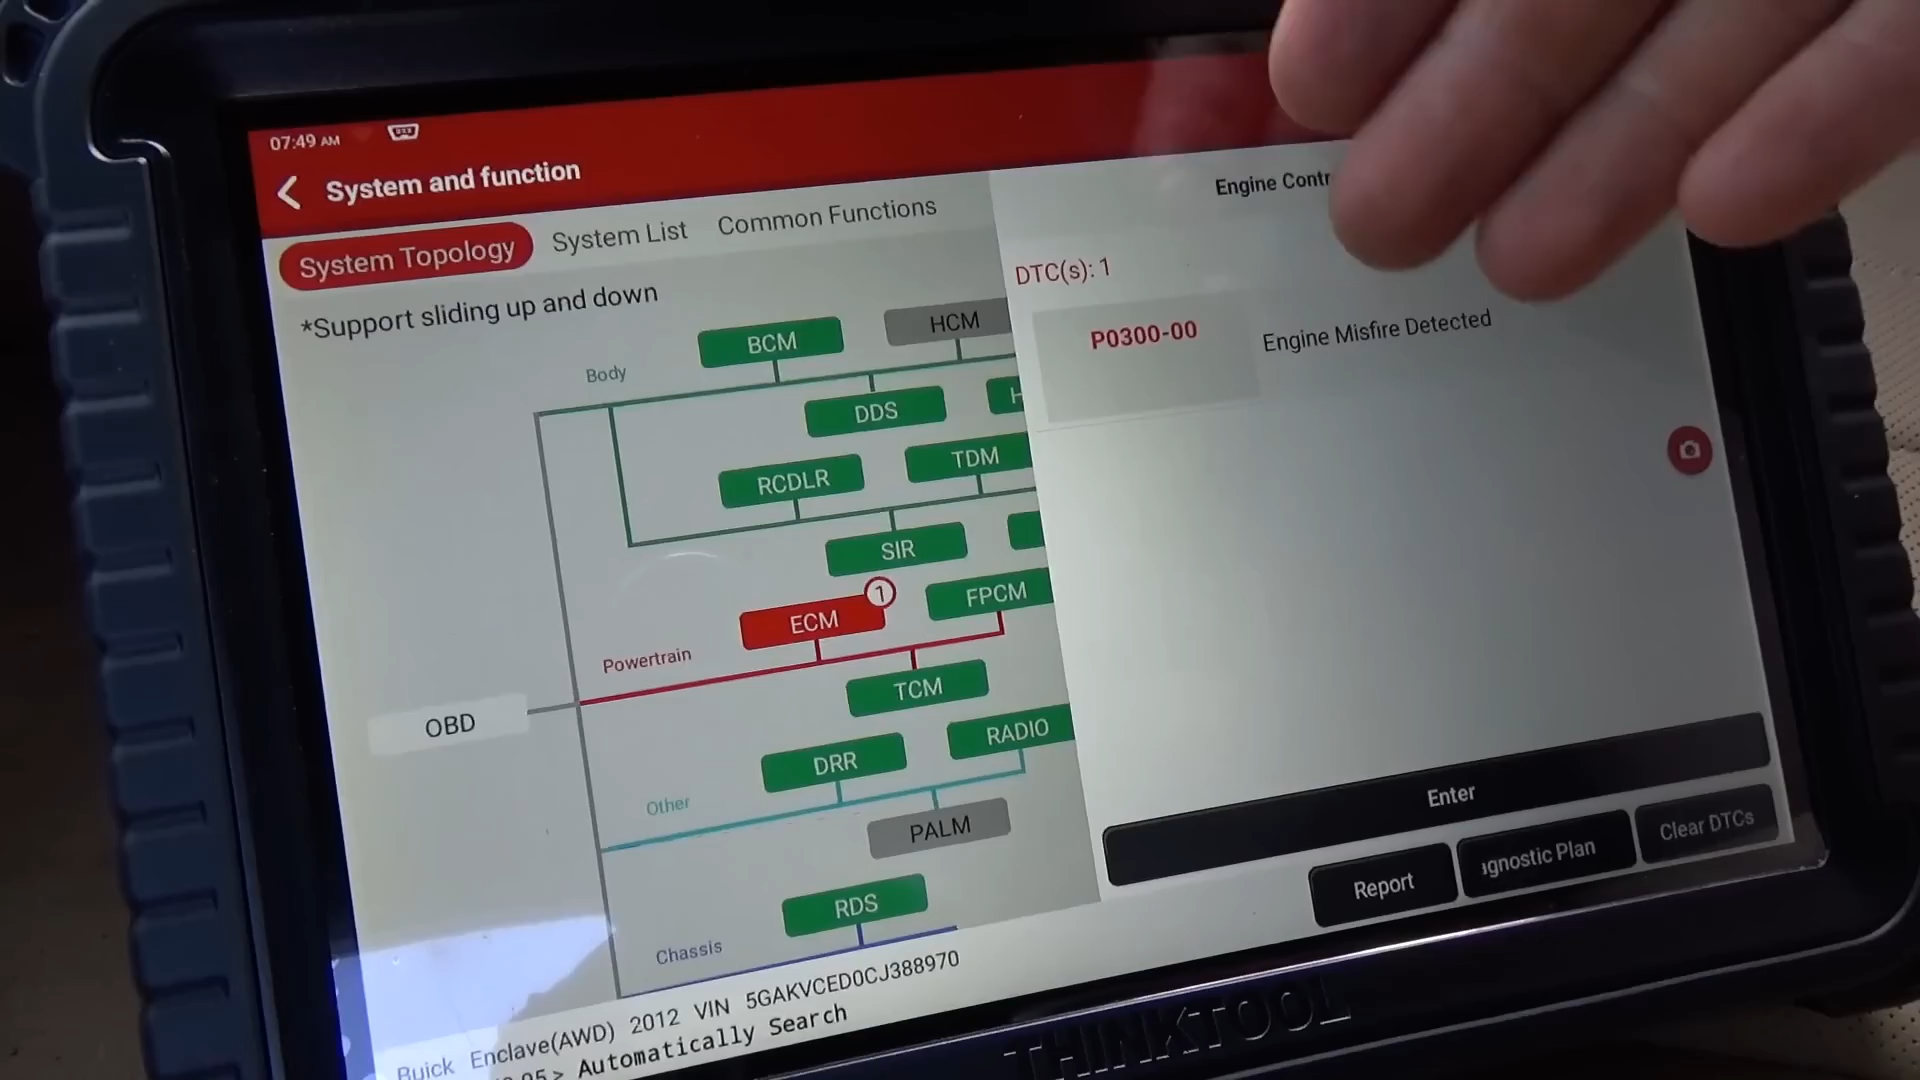 07:49 AM
System and function
System Topology
System List
Common Functions
*Support sliding up and down
Body
BCM
HCM
DDS
H
RCDLR
TDM
SIR
Powertrain
ECM
1
FPCM
TCM
OBD
DRR
RADIO
Other
PALM
RDS
Chassis
Engine Contr
DTC(s): 1
P0300-00
Engine Misfire Detected
Enter
Report
agnostic Plan
Clear DTCs
Buick Enclave(AWD) 2012 VIN 5GAKVCED0CJ388970
> Automatically Search
THINKTOOL